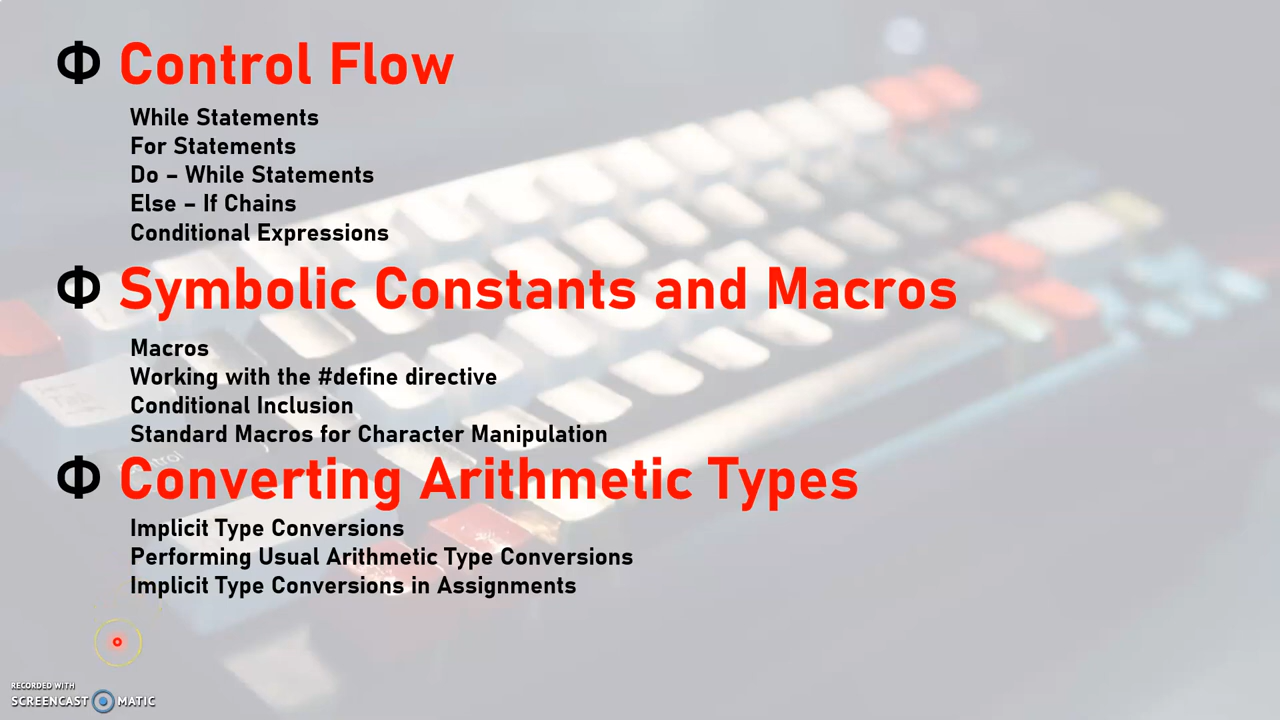 Φ Control Flow
While Statements
For Statements
Do – While Statements
Else – If Chains
Conditional Expressions
Φ Symbolic Constants and Macros
Macros
Working with the #define directive
Conditional Inclusion
Standard Macros for Character Manipulation
Φ Converting Arithmetic Types
Implicit Type Conversions
Performing Usual Arithmetic Type Conversions
Implicit Type Conversions in Assignments
RECORDED WITH
SCREENCAST MATIC